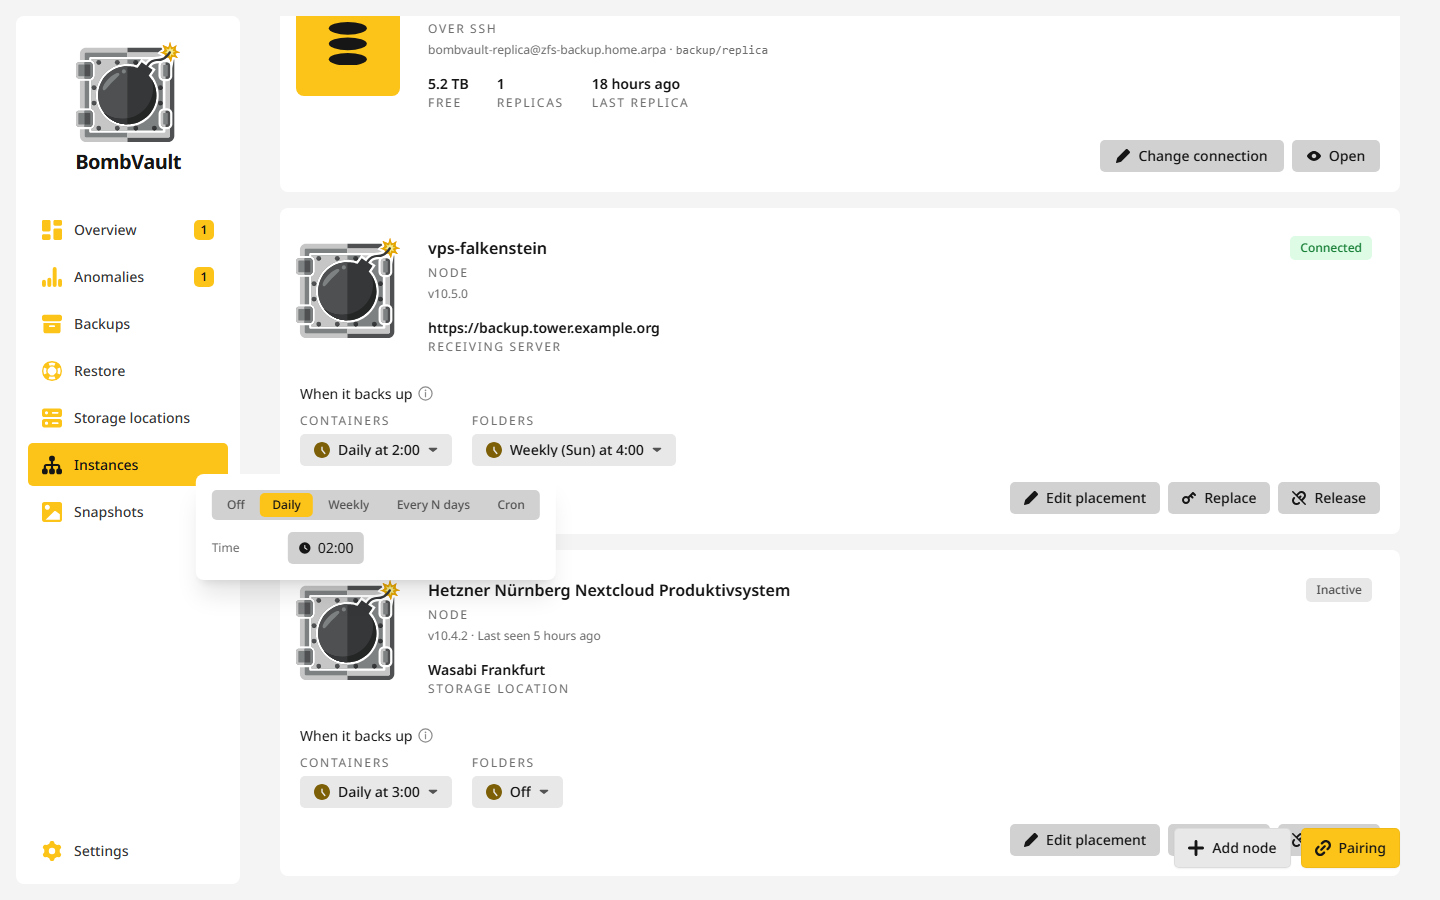 BombVault
Overview 1
Anomalies 1
Backups
Restore
Storage locations
Instances
Snapshots
Settings
OVER SSH
bombvault-replica@zfs-backup.home.arpa · backup/replica
5.2 TB 1 18 hours ago
FREE REPLICAS LAST REPLICA
Change connection Open
vps-falkenstein Connected
NODE
v10.5.0
https://backup.tower.example.org
RECEIVING SERVER
When it backs up
CONTAINERS FOLDERS
Daily at 2:00 Weekly (Sun) at 4:00
Edit placement Replace Release
Off Daily Weekly Every N days Cron
Time 02:00
Hetzner Nürnberg Nextcloud Produktivsystem Inactive
NODE
v10.4.2 · Last seen 5 hours ago
Wasabi Frankfurt
STORAGE LOCATION
When it backs up
CONTAINERS FOLDERS
Daily at 3:00 Off
Edit placement
Add node Pairing